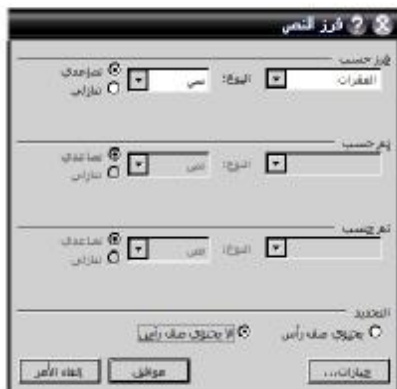 فرز النص
فرز حسب
الفقرات النوع: نص تصاعدي
تنازلي
ثم حسب
النوع: نص تصاعدي
تنازلي
ثم حسب
النوع: نص تصاعدي
تنازلي
التحديد
يحتوي صف رأس لا يحتوي صف رأس
خيارات... موافق إلغاء الأمر